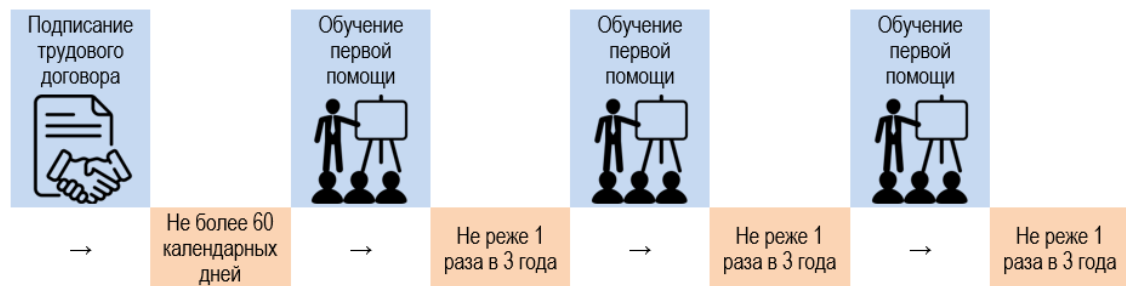 Подписание
трудового
договора
Обучение
первой
помощи
Обучение
первой
помощи
Обучение
первой
помощи
→
Не более 60
календарных
дней
→
Не реже 1
раза в 3 года
→
Не реже 1
раза в 3 года
→
Не реже 1
раза в 3 года